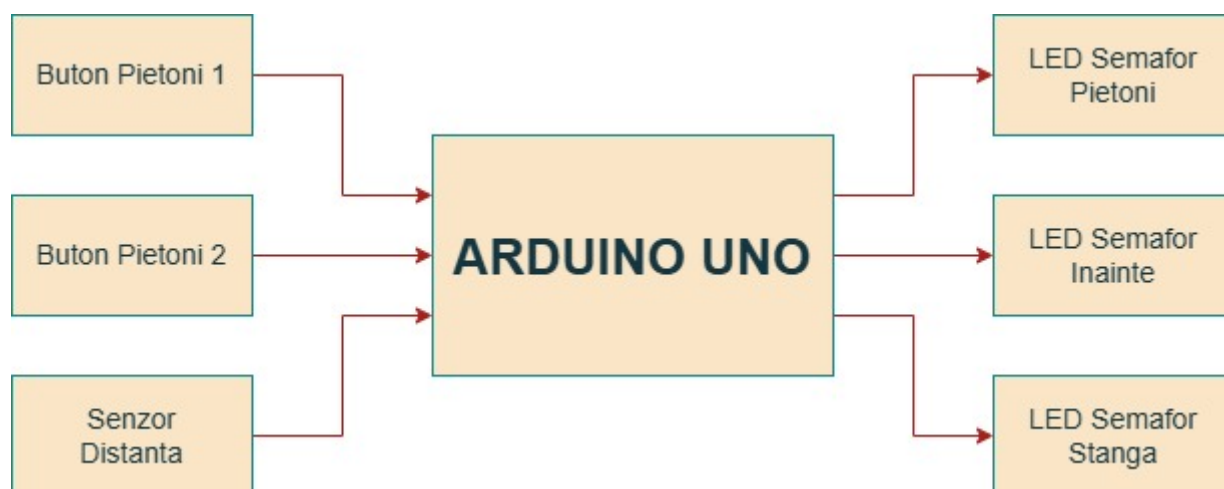 Buton Pietoni 1
Buton Pietoni 2
Senzor
Distanta
ARDUINO UNO
LED Semafor
Pietoni
LED Semafor
Inainte
LED Semafor
Stanga